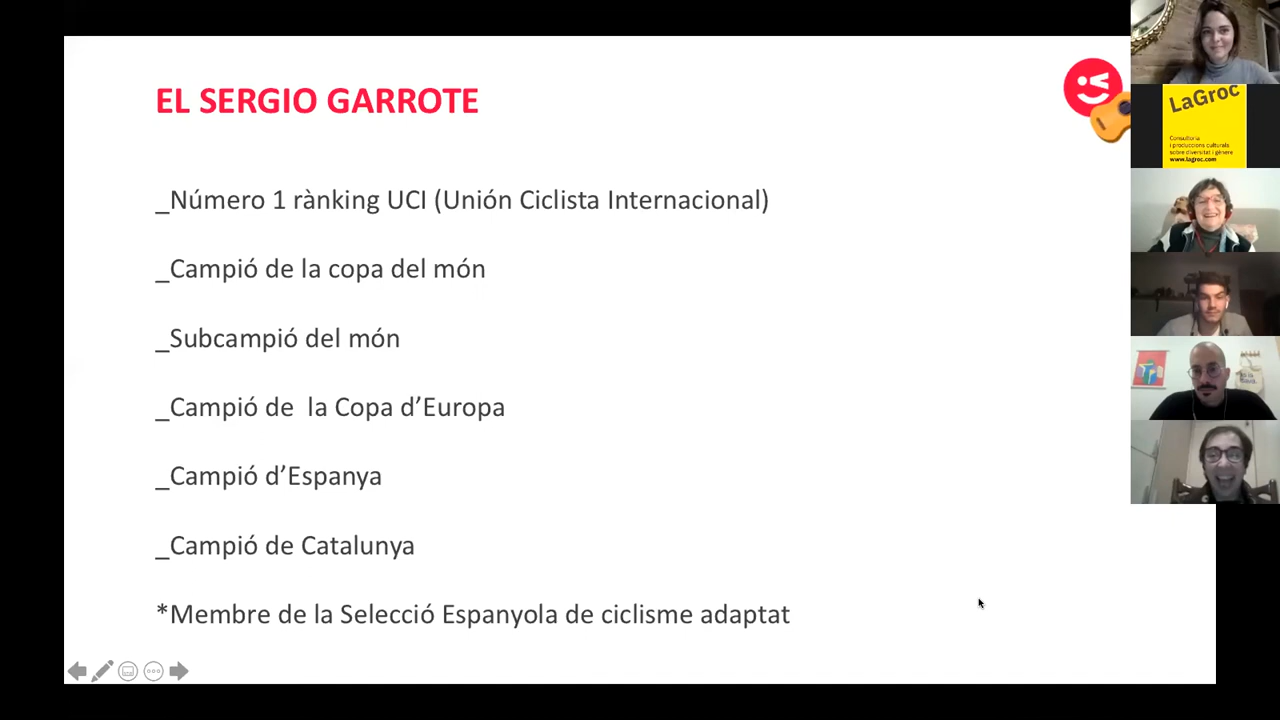 EL SERGIO GARROTE
_Número 1 rànking UCI (Unión Ciclista Internacional)
_Campió de la copa del món
_Subcampió del món
_Campió de  la Copa d’Europa
_Campió d’Espanya
_Campió de Catalunya
*Membre de la Selecció Espanyola de ciclisme adaptat
LaGroc
Consultoria
i produccions culturals
sobre diversitat i gènere
www.lagroc.com